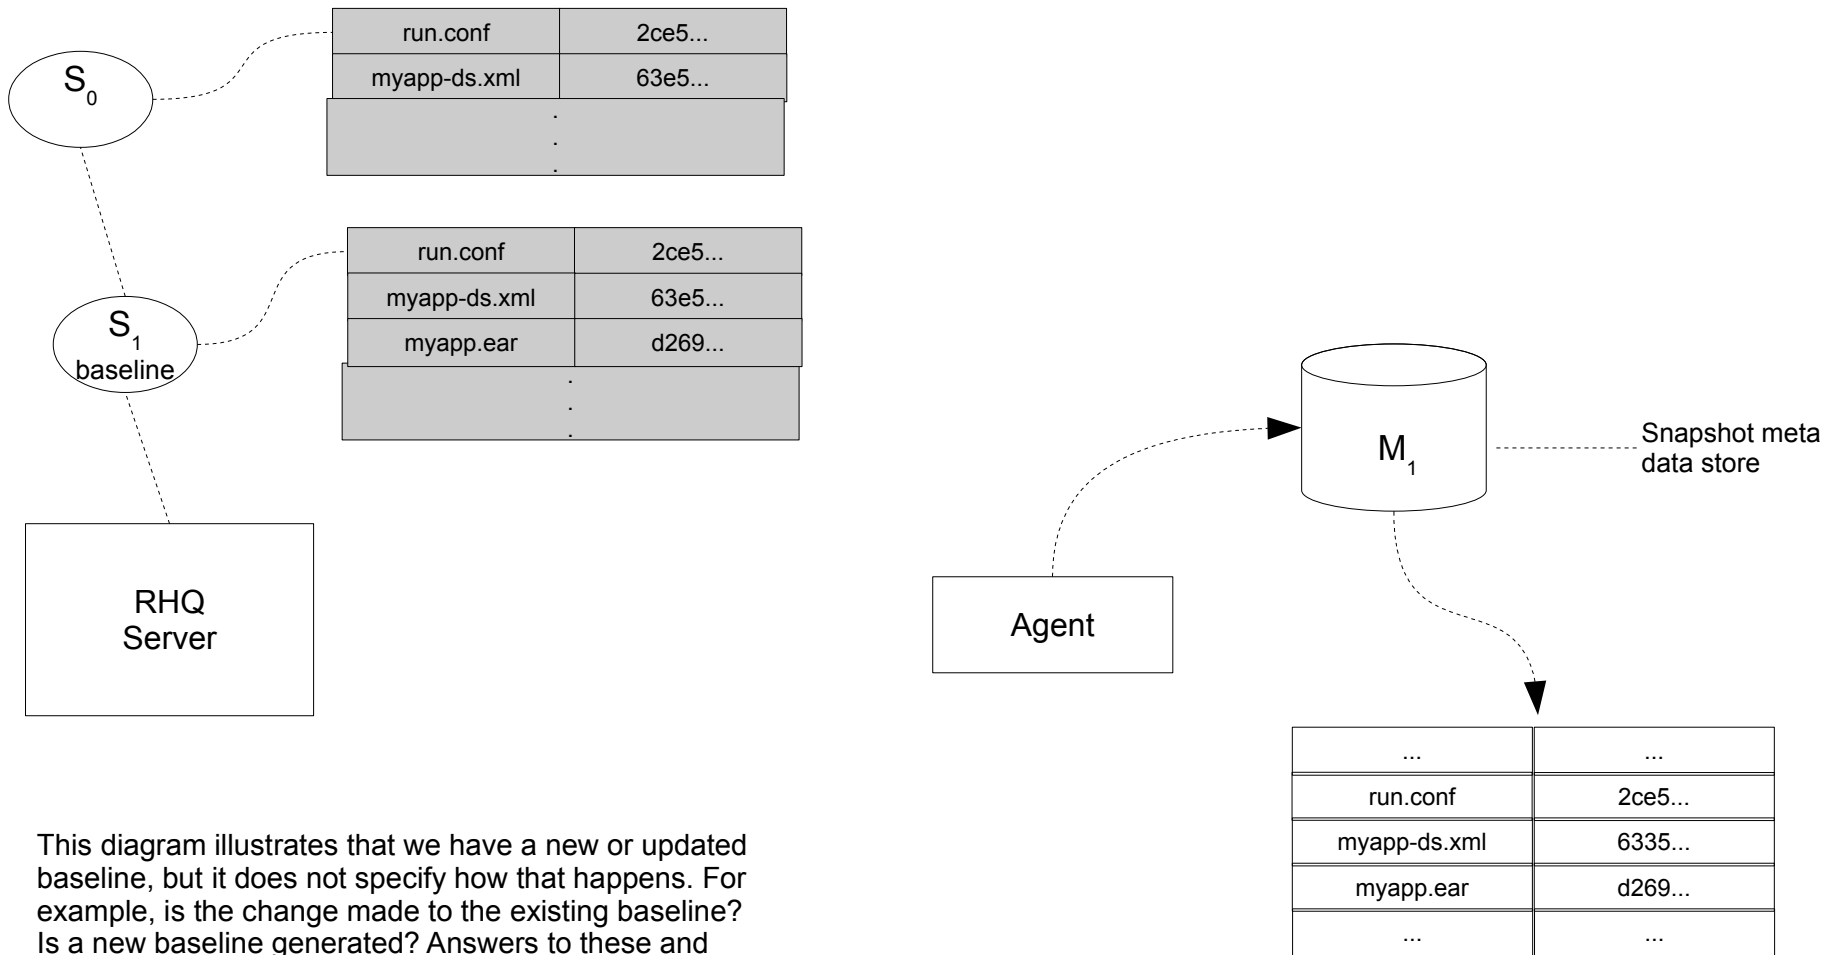 run.conf 2ce5...
S0
myapp-ds.xml 63e5...
.
.
.
run.conf 2ce5...
myapp-ds.xml 63e5...
S1
baseline
myapp.ear d269...
.
.
.
M1
Snapshot meta
data store
RHQ
Server
Agent
... ...
run.conf 2ce5...
myapp-ds.xml 6335...
myapp.ear d269...
... ...
This diagram illustrates that we have a new or updated
baseline, but it does not specify how that happens. For
example, is the change made to the existing baseline?
Is a new baseline generated? Answers to these and